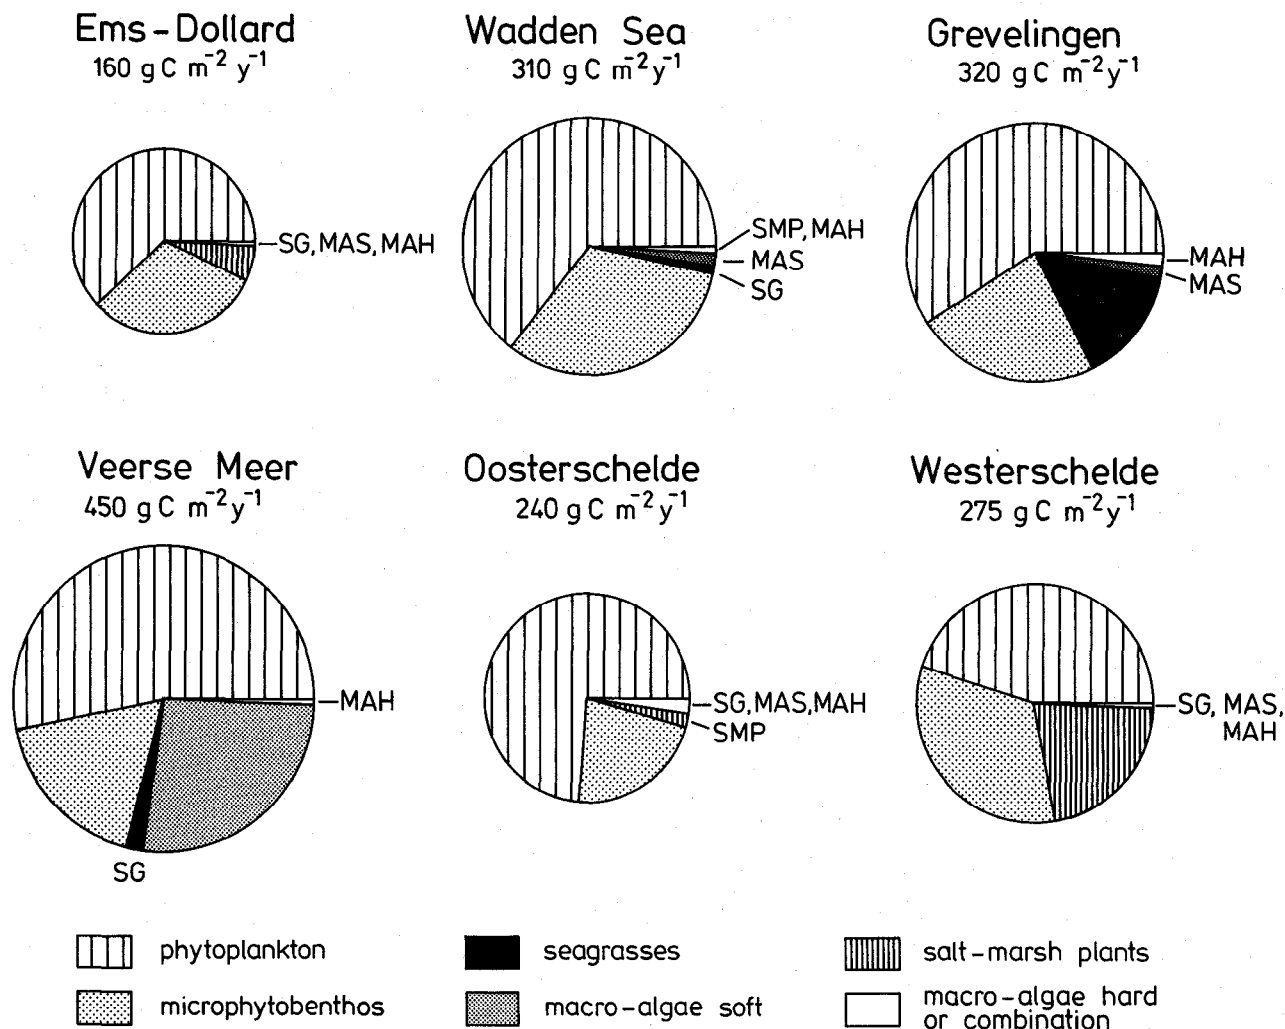 Ems-Dollard
160 g C m⁻² y⁻¹
SG, MAS, MAH
Wadden Sea
310 g C m⁻² y⁻¹
SMP, MAH
MAS
SG
Grevelingen
320 g C m⁻² y⁻¹
MAH
MAS
Veerse Meer
450 g C m⁻² y⁻¹
MAH
SG
Oosterschelde
240 g C m⁻² y⁻¹
SG, MAS, MAH
SMP
Westerschelde
275 g C m⁻² y⁻¹
SG, MAS,
MAH
phytoplankton
seagrasses
salt-marsh plants
microphytobenthos
macro-algae soft
macro-algae hard
or combination